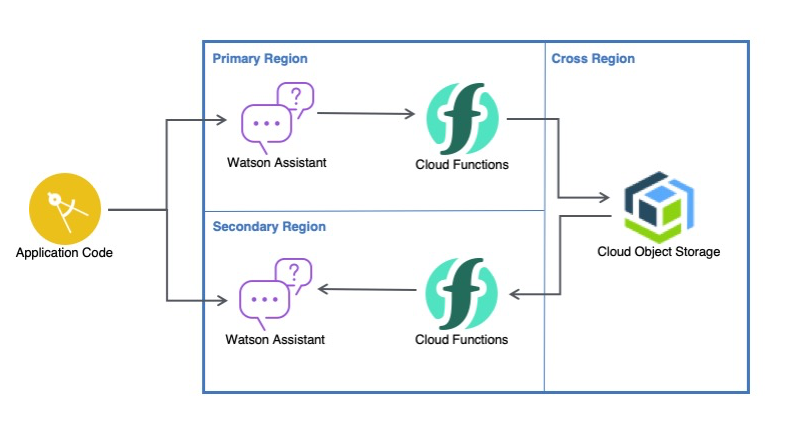 Primary Region
Cross Region
Watson Assistant
Cloud Functions
Secondary Region
Application Code
Cloud Object Storage
Watson Assistant
Cloud Functions